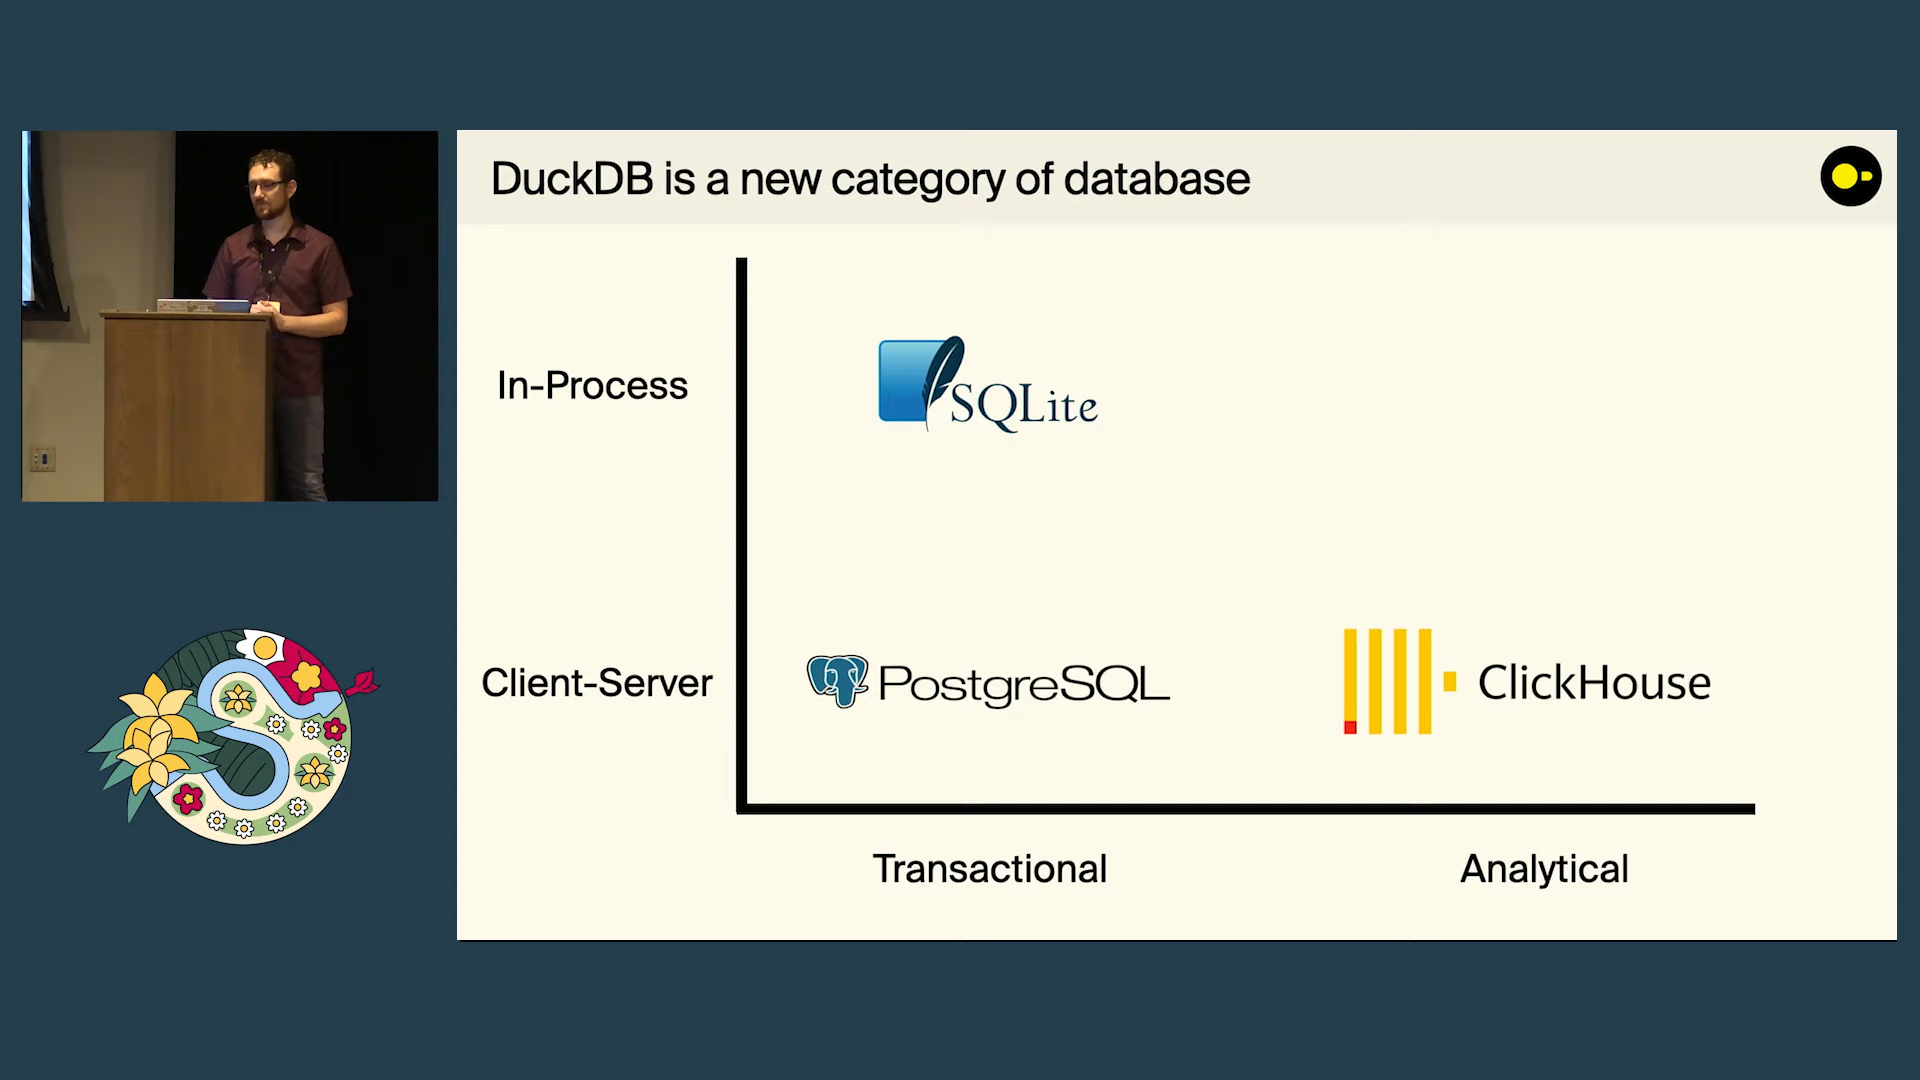 DuckDB is a new category of database
In-Process
SQLite
Client-Server
PostgreSQL
ClickHouse
Transactional
Analytical